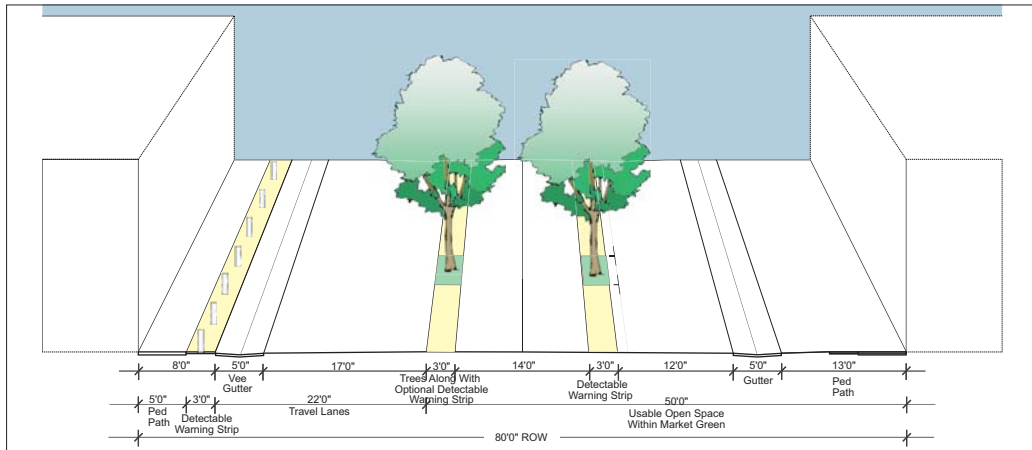 8'0" 5'0" 17'0" 3'0" 14'0" 3'0" 12'0" 5'0" 13'0"
Vee
Gutter
Trees Along With
Optional Detectable
Warning Strip
Detectable
Warning Strip
Gutter
Ped
Path
5'0" 3'0" 22'0" 50'0"
Ped
Path
Detectable
Warning Strip
Travel Lanes
Usable Open Space
Within Market Green
80'0" ROW